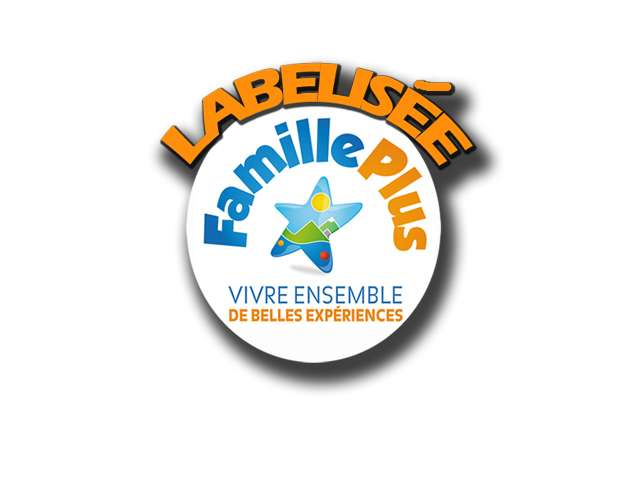 LABELISÉE
FamillePlus
VIVRE ENSEMBLE
DE BELLES EXPÉRIENCES